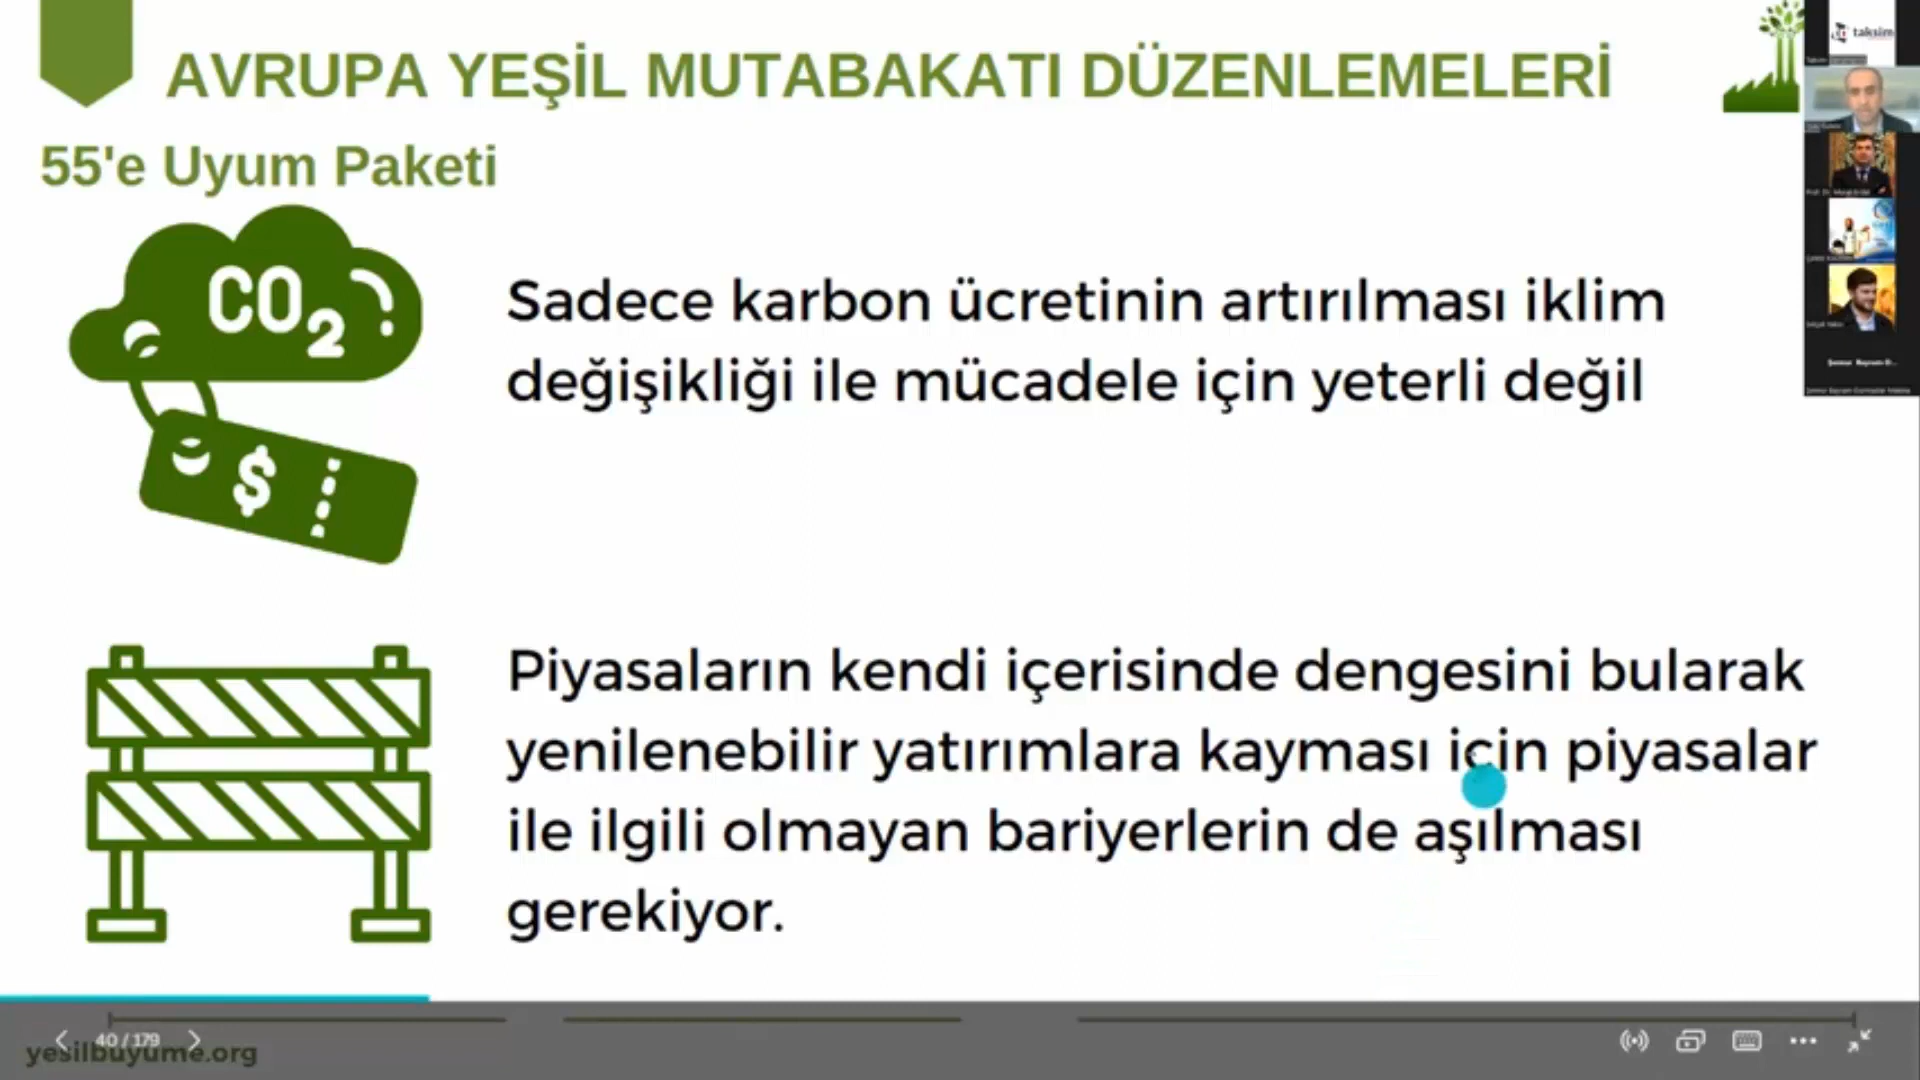 AVRUPA YEŞİL MUTABAKATI DÜZENLEMELERİ
55'e Uyum Paketi
CO2
$
Sadece karbon ücretinin artırılması iklim
değişikliği ile mücadele için yeterli değil
Piyasaların kendi içerisinde dengesini bularak
yenilenebilir yatırımlara kayması için piyasalar
ile ilgili olmayan bariyerlerin de aşılması
gerekiyor.
taksim
40 / 179
yesilbuyume.org